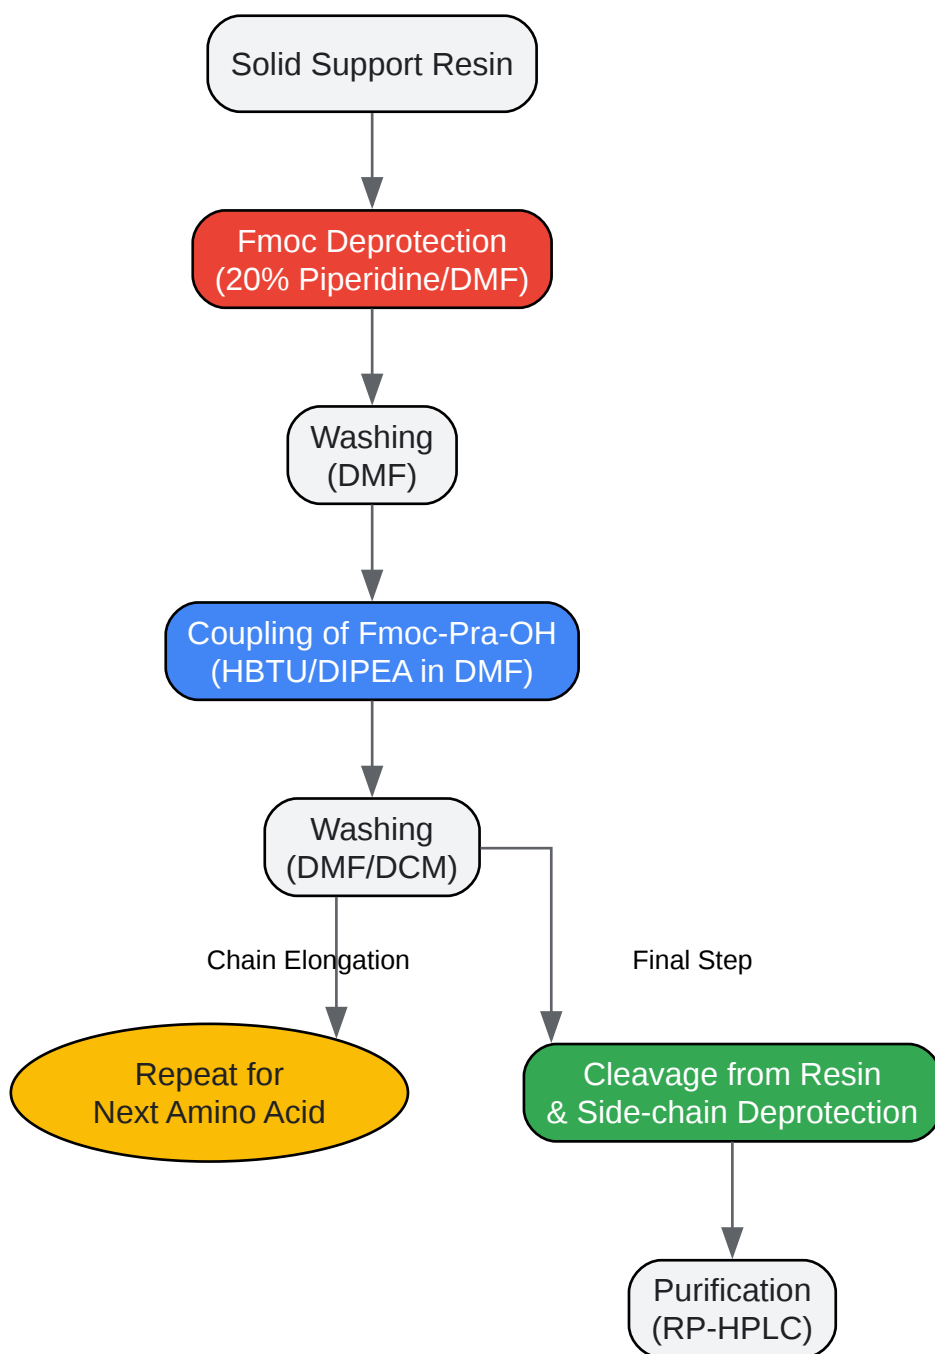 Solid Support Resin
Fmoc Deprotection
(20% Piperidine/DMF)
Washing
(DMF)
Coupling of Fmoc-Pra-OH
(HBTU/DIPEA in DMF)
Washing
(DMF/DCM)
Chain Elongation
Final Step
Repeat for
Next Amino Acid
Cleavage from Resin
& Side-chain Deprotection
Purification
(RP-HPLC)